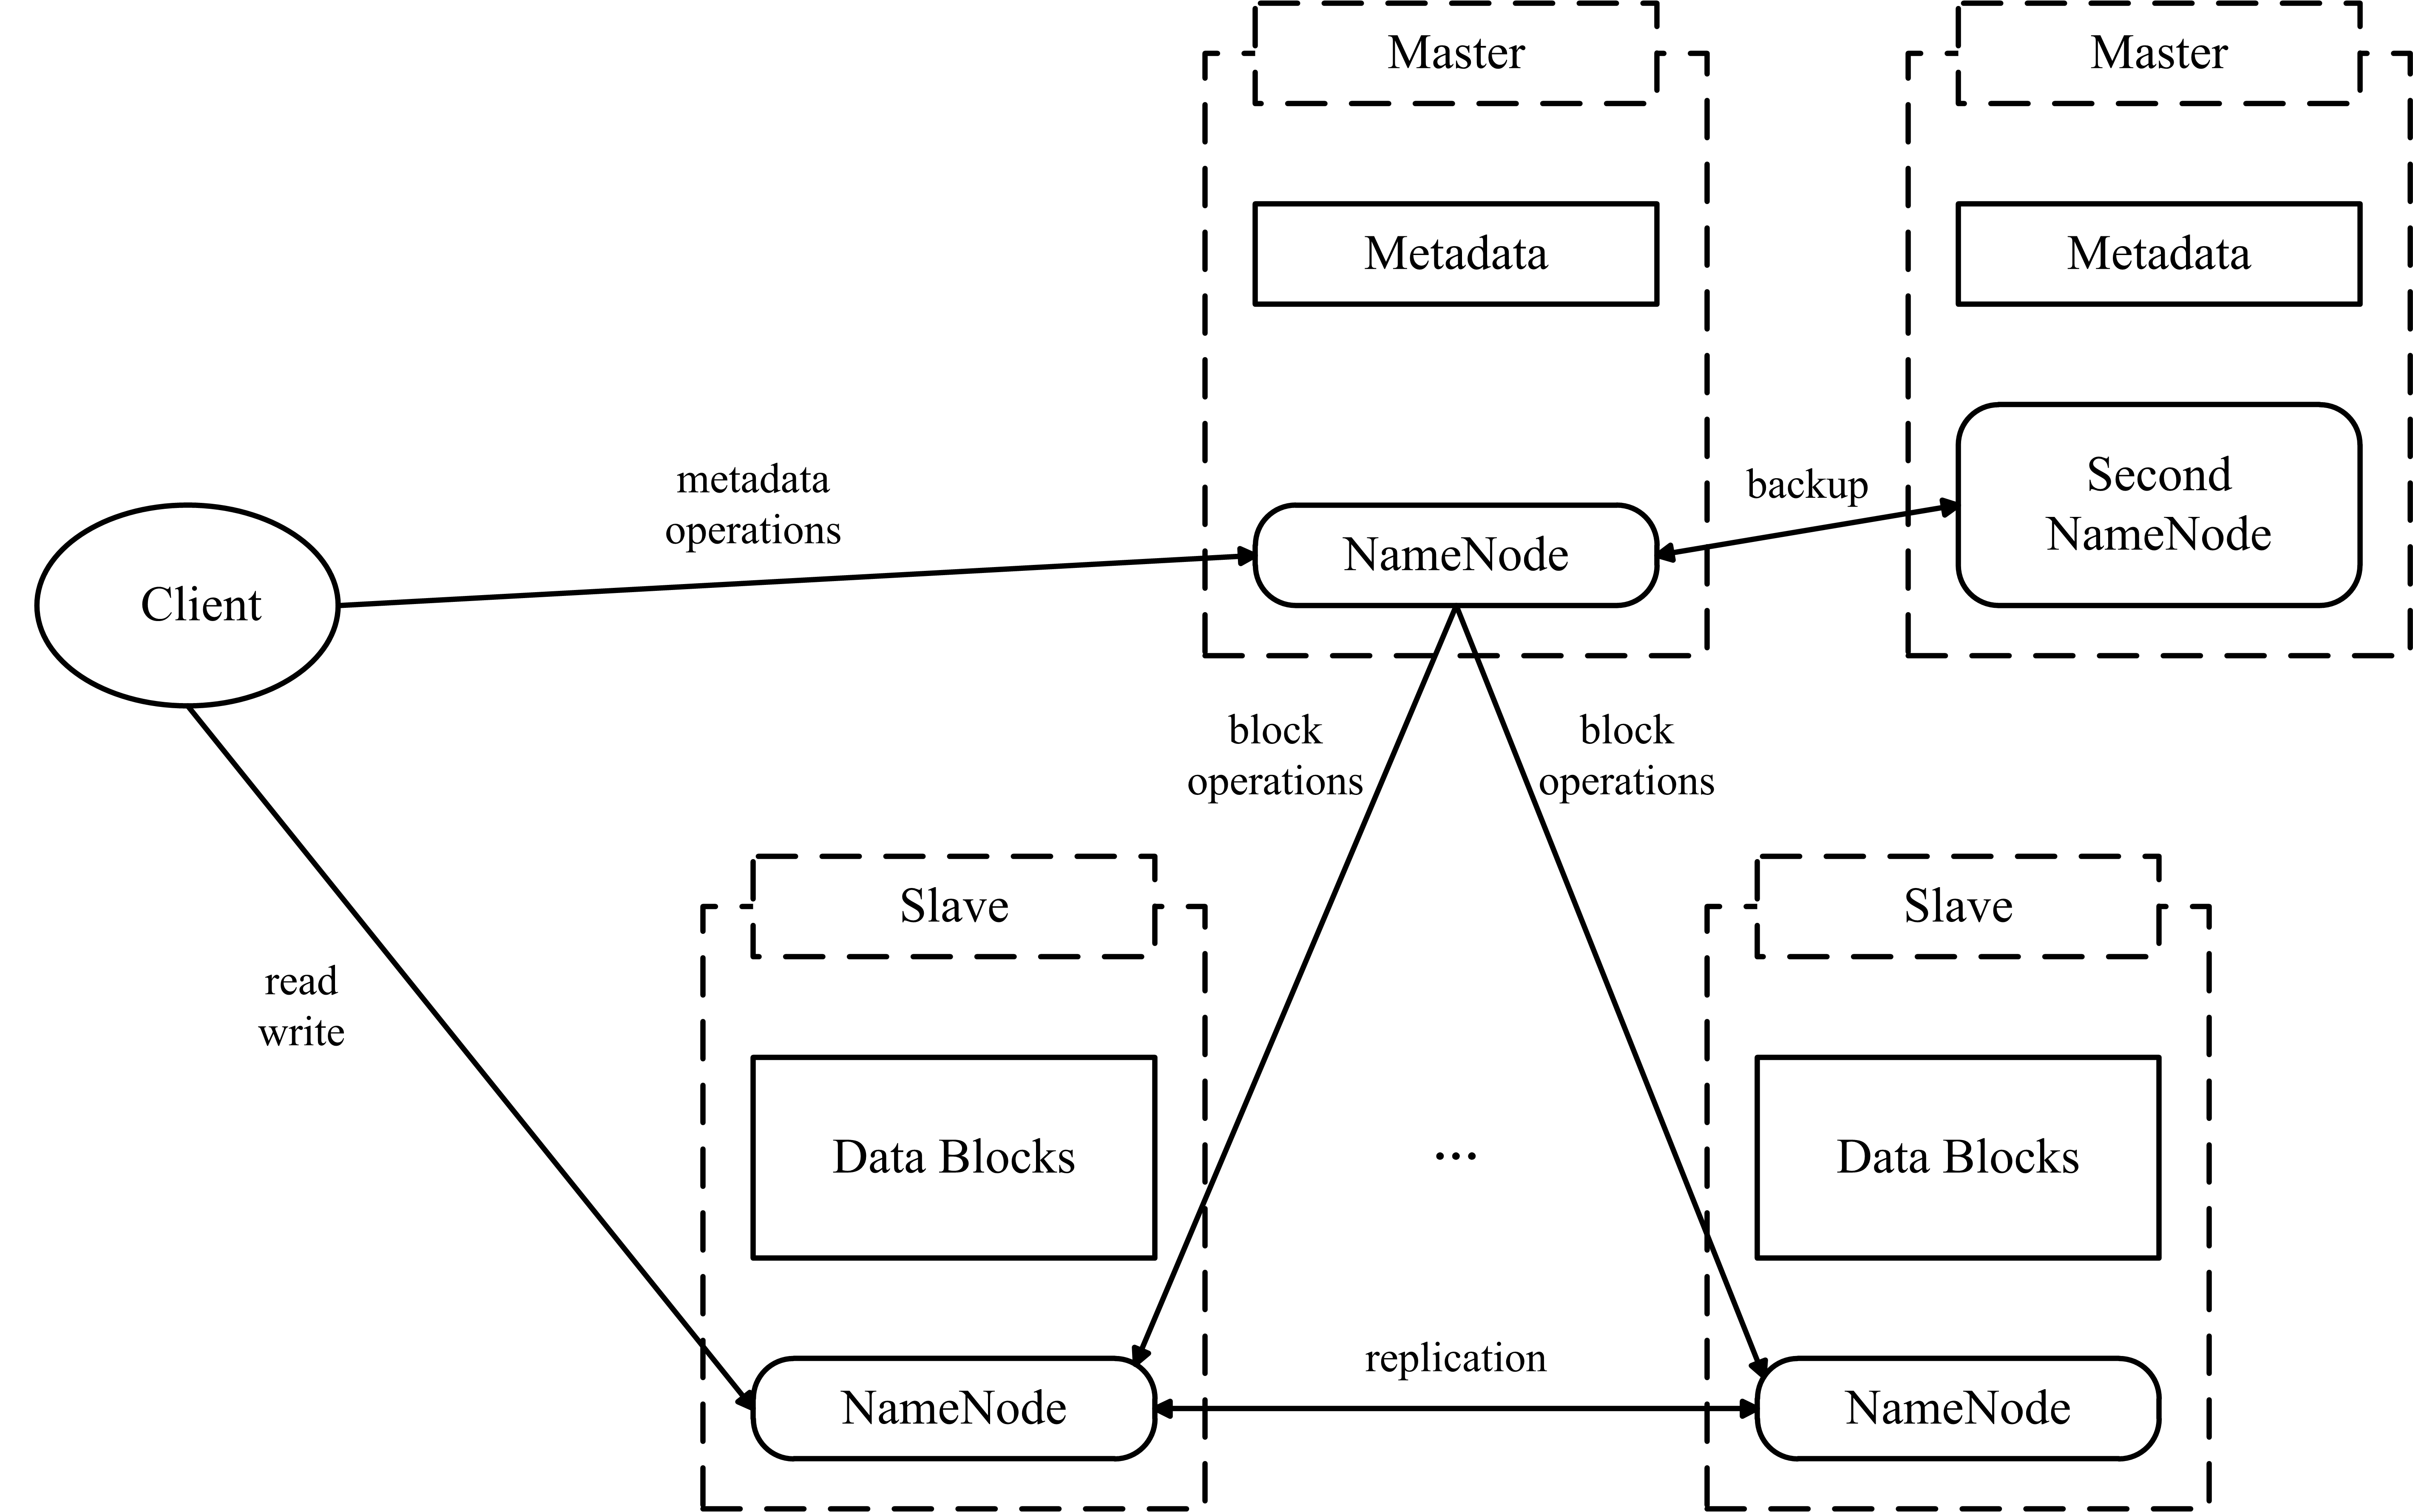 Master
Master
Metadata
Metadata
metadata
operations
backup
Second
NameNode
NameNode
Client
block
operations
block
operations
Slave
Slave
read
write
Data Blocks
...
Data Blocks
replication
NameNode
NameNode